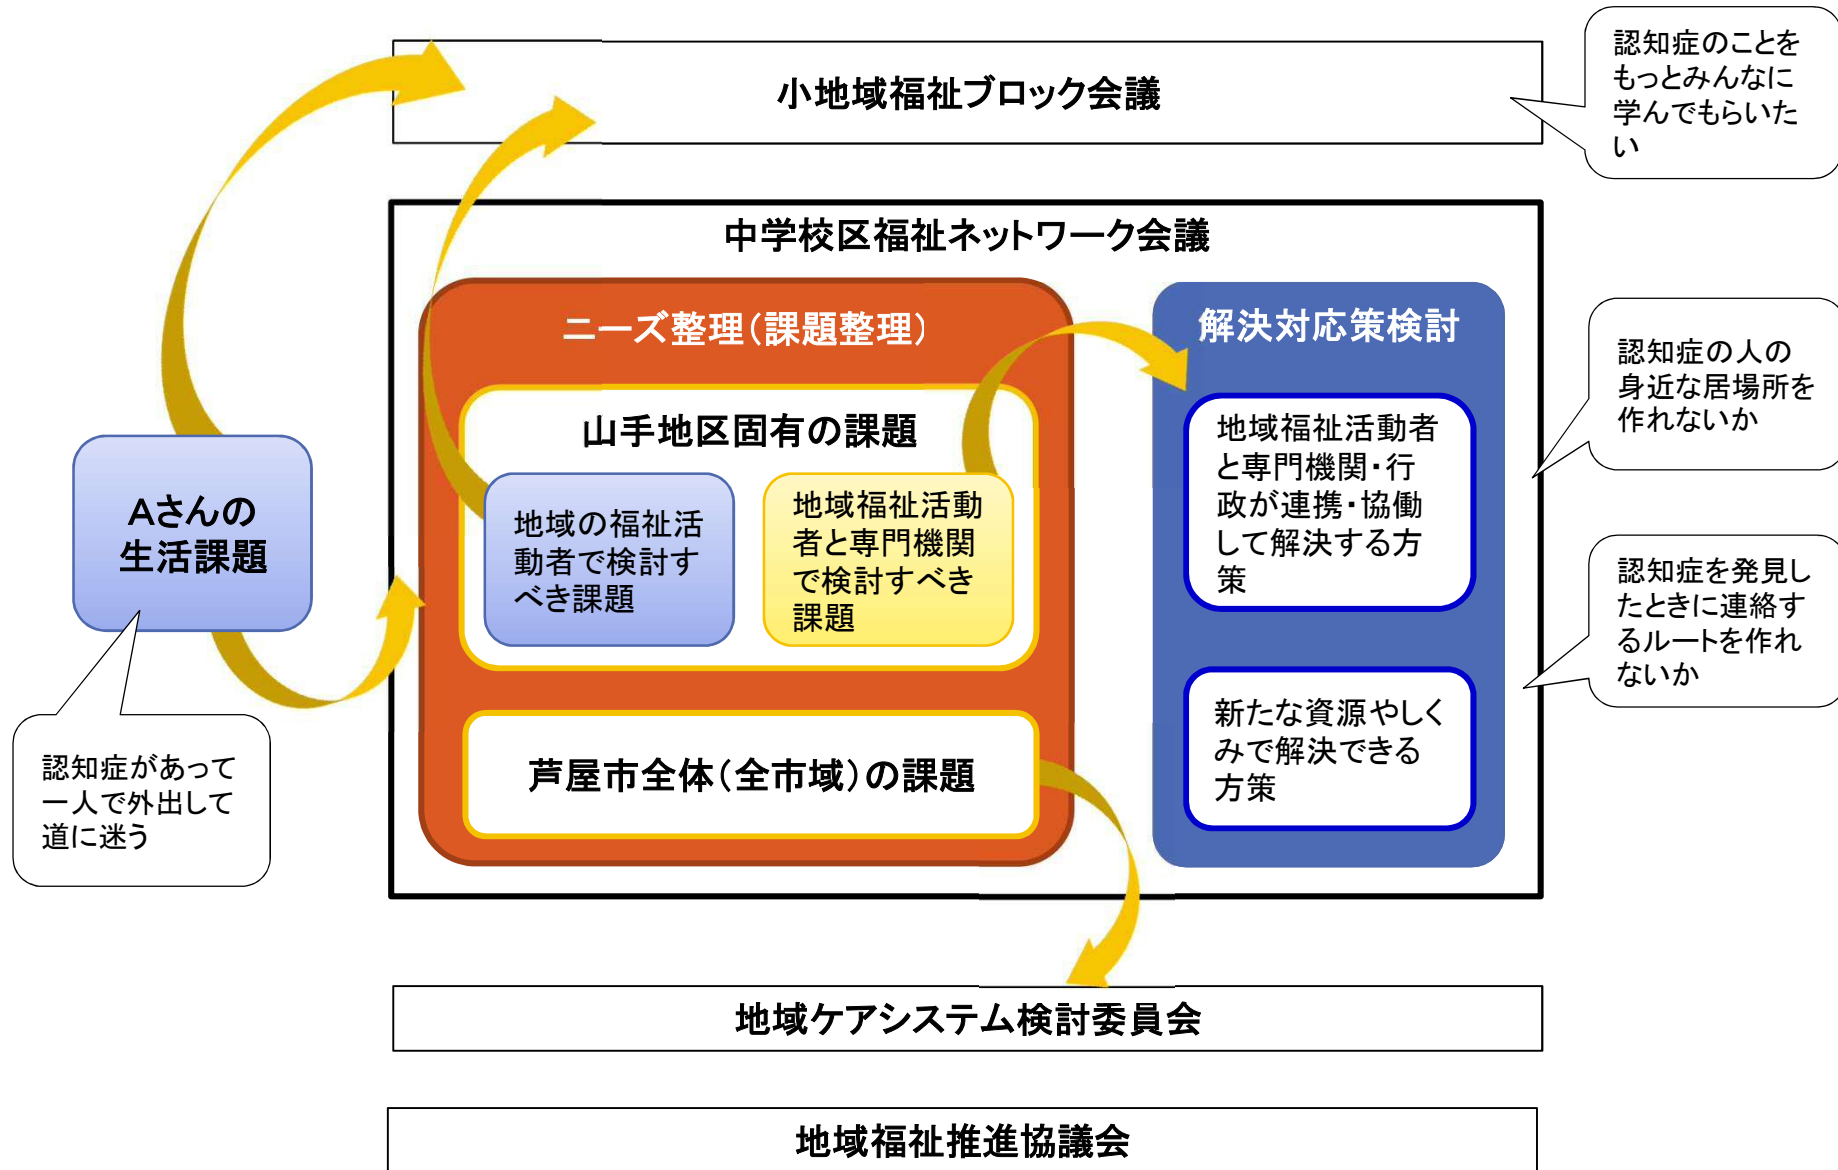 小地域福祉ブロック会議
認知症のことを
もっとみんなに
学んでもらいた
い
中学校区福祉ネットワーク会議
ニーズ整理(課題整理)
山手地区固有の課題
地域の福祉活
動者で検討す
べき課題
地域福祉活動
者と専門機関
で検討すべき
課題
芦屋市全体(全市域)の課題
解決対応策検討
地域福祉活動者
と専門機関・行
政が連携・協働
して解決する方
策
新たな資源やしく
みで解決できる
方策
認知症の人の
身近な居場所を
作れないか
認知症を発見し
たときに連絡す
るルートを作れ
ないか
Aさんの
生活課題
認知症があって
一人で外出して
道に迷う
地域ケアシステム検討委員会
地域福祉推進協議会